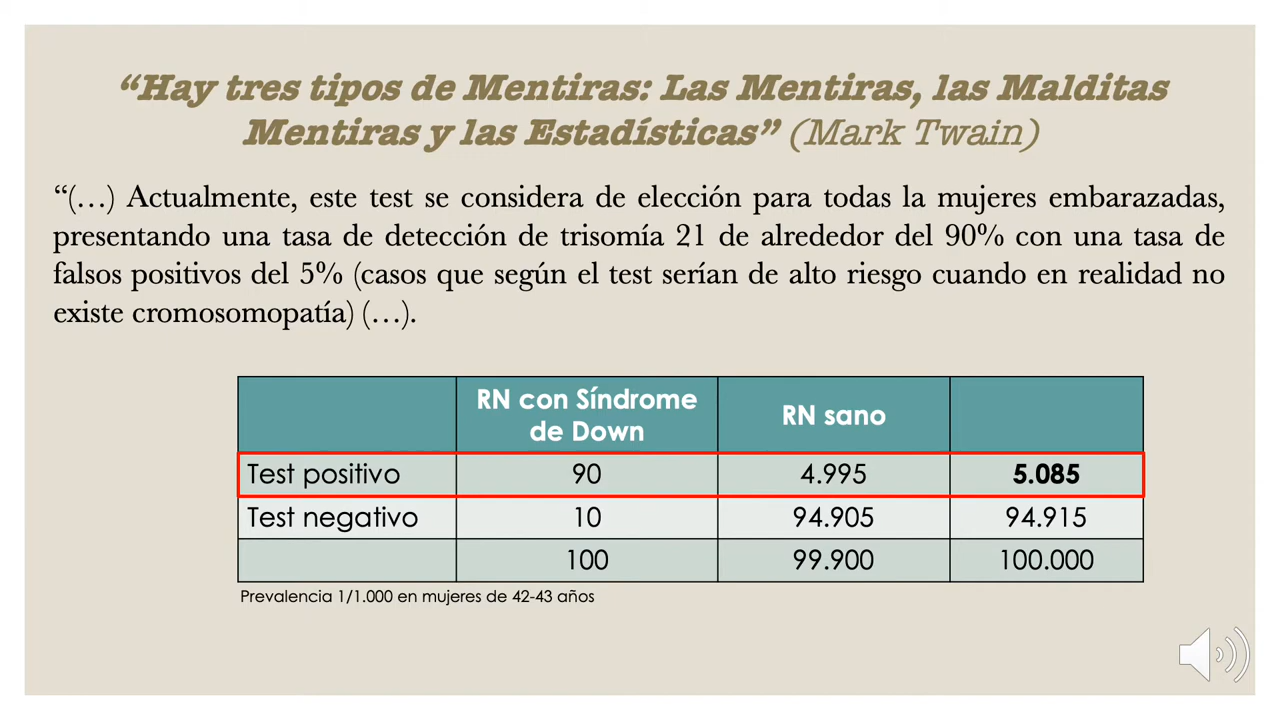 “Hay tres tipos de Mentiras: Las Mentiras, las Malditas
Mentiras y las Estadísticas” (Mark Twain)
“(…) Actualmente, este test se considera de elección para todas la mujeres embarazadas,
presentando una tasa de detección de trisomía 21 de alrededor del 90% con una tasa de
falsos positivos del 5% (casos que según el test serían de alto riesgo cuando en realidad no
existe cromosomopatía) (…).
RN con Síndrome
de Down
RN sano
Test positivo 90 4.995 5.085
Test negativo 10 94.905 94.915
100 99.900 100.000
Prevalencia 1/1.000 en mujeres de 42-43 años